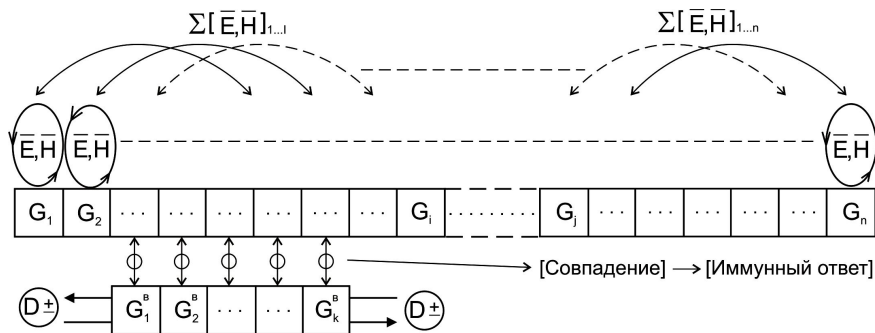 Σ[E̅,H̅]₁...ₗ Σ[E̅,H̅]₁...ₙ
E̅,H̅ E̅,H̅ E̅,H̅
G₁ G₂ ... ... ... ... ... ... Gᵢ ......... Gⱼ ... ... ... ... ... Gₙ
[Совпадение] → [Иммунный ответ]
D± G₁ᴮ G₂ᴮ ... ... Gₖᴮ D±